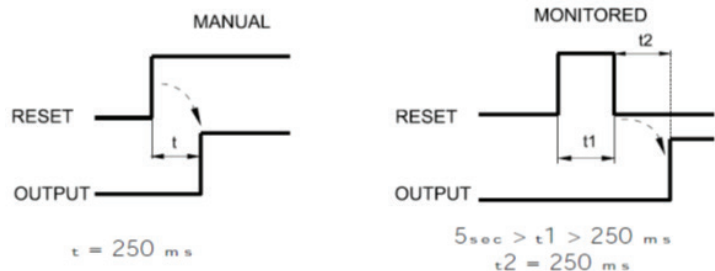 MANUAL
RESET
t
OUTPUT
t = 250 ms
MONITORED
t2
RESET
t1
OUTPUT
5sec > t1 > 250 ms
t2 = 250 ms